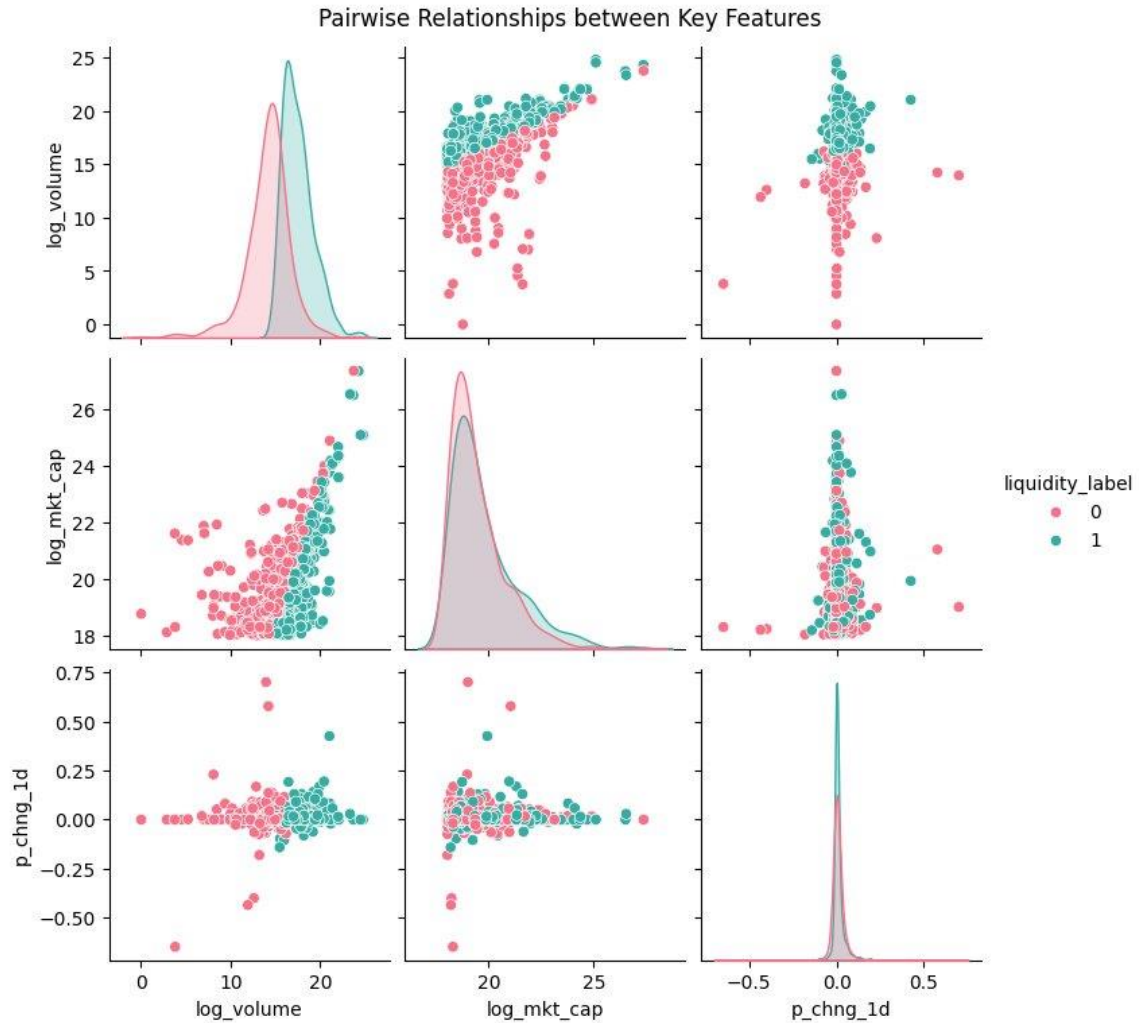 Pairwise Relationships between Key Features
25
20
15
10
5
0
log_volume
26
24
22
20
18
log_mkt_cap
liquidity_label
0
1
0.75
0.50
0.25
0.00
−0.25
−0.50
p_chng_1d
0 10 20
20 25
−0.5 0.0 0.5
log_volume
log_mkt_cap
p_chng_1d